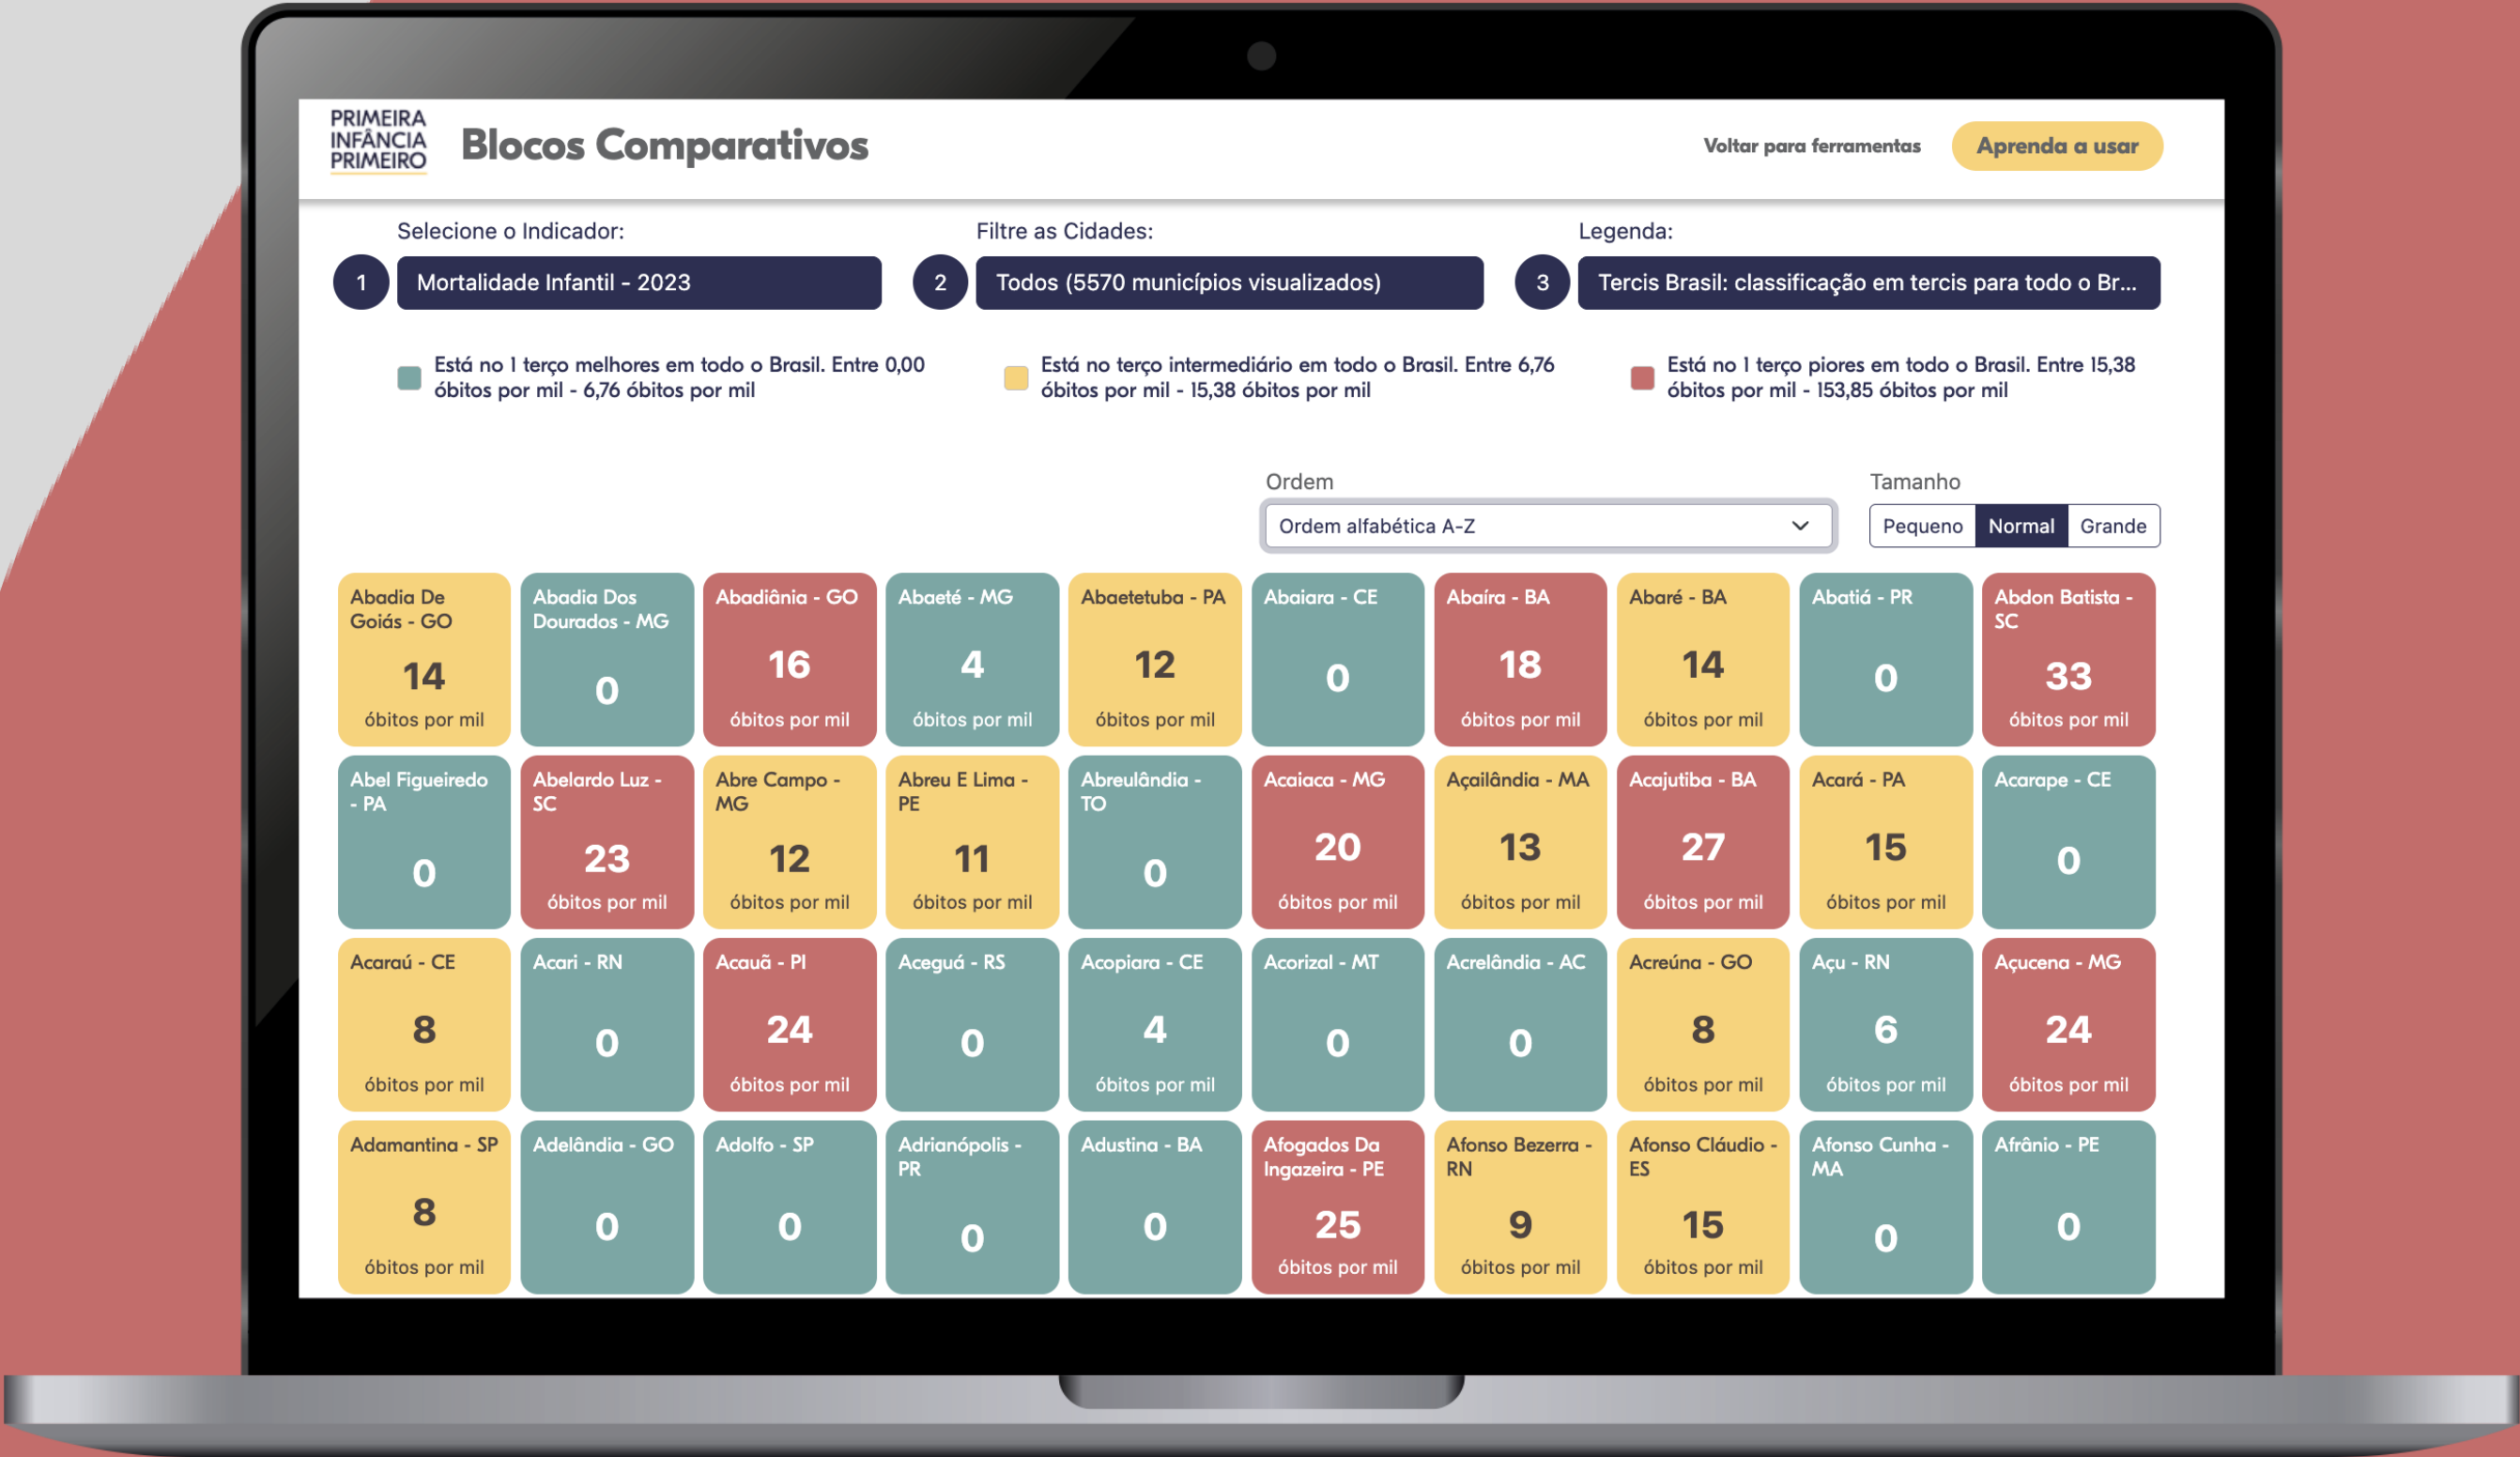 PRIMEIRA
INFÂNCIA
PRIMEIRO
Blocos Comparativos
Voltar para ferramentas
Aprenda a usar
Selecione o Indicador:
1
Mortalidade Infantil - 2023
Filtre as Cidades:
2
Todos (5570 municípios visualizados)
Legenda:
3
Tercis Brasil: classificação em tercis para todo o Br...
Está no 1 terço melhores em todo o Brasil. Entre 0,00
óbitos por mil - 6,76 óbitos por mil
Está no terço intermediário em todo o Brasil. Entre 6,76
óbitos por mil - 15,38 óbitos por mil
Está no 1 terço piores em todo o Brasil. Entre 15,38
óbitos por mil - 153,85 óbitos por mil
Ordem
Ordem alfabética A-Z
Tamanho
Pequeno
Normal
Grande
Abadia De
Goiás - GO
14
óbitos por mil
Abadia Dos
Dourados - MG
0
Abadiânia - GO
16
óbitos por mil
Abaeté - MG
4
óbitos por mil
Abaetetuba - PA
12
óbitos por mil
Abaiara - CE
0
Abaíra - BA
18
óbitos por mil
Abaré - BA
14
óbitos por mil
Abatiá - PR
0
Abdon Batista -
SC
33
óbitos por mil
Abel Figueiredo
- PA
0
Abelardo Luz -
SC
23
óbitos por mil
Abre Campo -
MG
12
óbitos por mil
Abreu E Lima -
PE
11
óbitos por mil
Abreulândia -
TO
0
Acaiaca - MG
20
óbitos por mil
Açailândia - MA
13
óbitos por mil
Acajutiba - BA
27
óbitos por mil
Acará - PA
15
óbitos por mil
Acarape - CE
0
Acaraú - CE
8
óbitos por mil
Acari - RN
0
Acauã - PI
24
óbitos por mil
Aceguá - RS
0
Acopiara - CE
4
óbitos por mil
Acorizal - MT
0
Acrelândia - AC
0
Acreúna - GO
8
óbitos por mil
Açu - RN
6
óbitos por mil
Açucena - MG
24
óbitos por mil
Adamantina - SP
8
óbitos por mil
Adelândia - GO
0
Adolfo - SP
0
Adrianópolis -
PR
0
Adustina - BA
0
Afogados Da
Ingazeira - PE
25
óbitos por mil
Afonso Bezerra -
RN
9
óbitos por mil
Afonso Cláudio -
ES
15
óbitos por mil
Afonso Cunha -
MA
0
Afrânio - PE
0